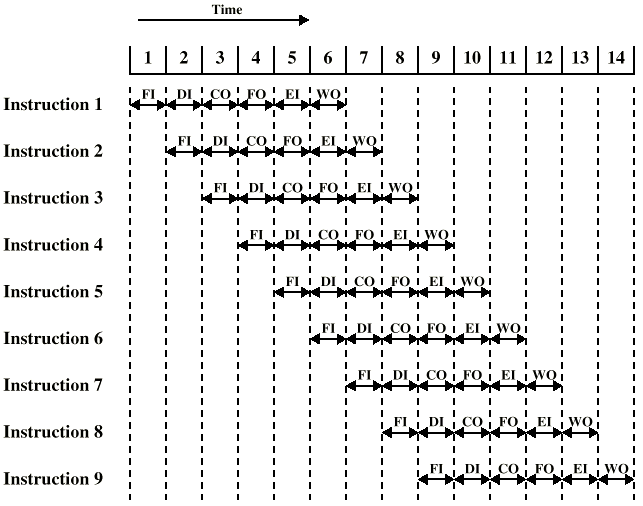 Time
1 2 3 4 5 6 7 8 9 10 11 12 13 14
Instruction 1 FI DI CO FO EI WO
Instruction 2 FI DI CO FO EI WO
Instruction 3 FI DI CO FO EI WO
Instruction 4 FI DI CO FO EI WO
Instruction 5 FI DI CO FO EI WO
Instruction 6 FI DI CO FO EI WO
Instruction 7 FI DI CO FO EI WO
Instruction 8 FI DI CO FO EI WO
Instruction 9 FI DI CO FO EI WO